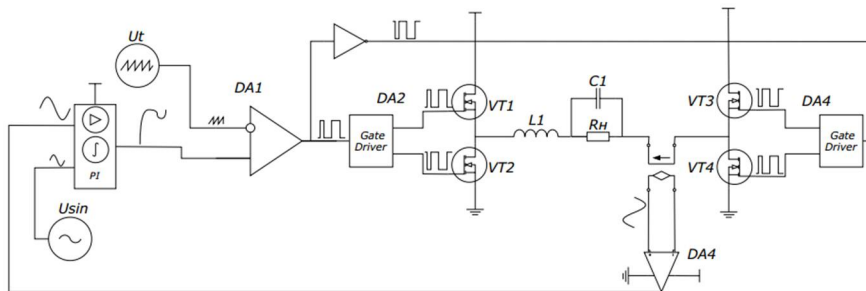 Ut
DA1
DA2
VT1
C1
VT3
DA4
Gate
Driver
L1
RH
Gate
Driver
PI
VT2
VT4
Usin
DA4